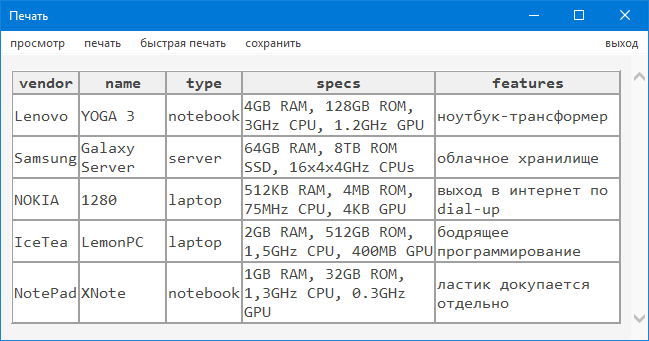 Печать
просмотр печать быстрая печать сохранить выход
vendor name type specs features
Lenovo YOGA 3 notebook 4GB RAM, 128GB ROM, 3GHz CPU, 1.2GHz GPU ноутбук-трансформер
Samsung Galaxy Server server 64GB RAM, 8TB ROM SSD, 16x4x4GHz CPUs облачное хранилище
NOKIA 1280 laptop 512KB RAM, 4MB ROM, 75MHz CPU, 4KB GPU выход в интернет по dial-up
IceTea LemonPC laptop 2GB RAM, 512GB ROM, 1,5GHz CPU, 400MB GPU бодрящее программирование
NotePad XNote notebook 1GB RAM, 32GB ROM, 1,3GHz CPU, 0.3GHz GPU ластик докупается отдельно